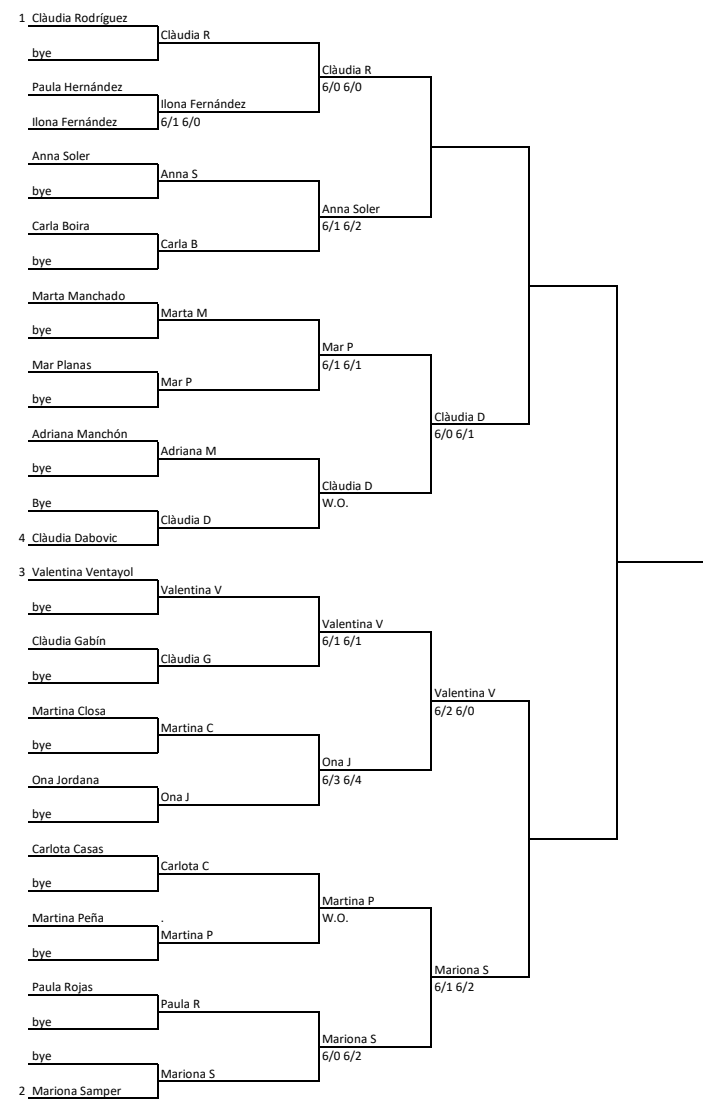 1 Clàudia Rodríguez
Clàudia R
bye
Clàudia R
6/0 6/0
Paula Hernández
Ilona Fernández
6/1 6/0
Ilona Fernández
Anna Soler
Anna S
bye
Anna Soler
6/1 6/2
Carla Boira
Carla B
bye
Marta Manchado
Marta M
bye
Mar P
6/1 6/1
Mar Planas
Mar P
bye
Clàudia D
6/0 6/1
Adriana Manchón
Adriana M
bye
Clàudia D
W.O.
Bye
Clàudia D
4 Clàudia Dabovic
3 Valentina Ventayol
Valentina V
bye
Valentina V
6/1 6/1
Clàudia Gabín
Clàudia G
bye
Valentina V
6/2 6/0
Martina Closa
Martina C
bye
Ona J
6/3 6/4
Ona Jordana
Ona J
bye
Carlota Casas
Carlota C
bye
Martina P
W.O.
Martina Peña .
Martina P
bye
Mariona S
6/1 6/2
Paula Rojas
Paula R
bye
Mariona S
6/0 6/2
bye
Mariona S
2 Mariona Samper